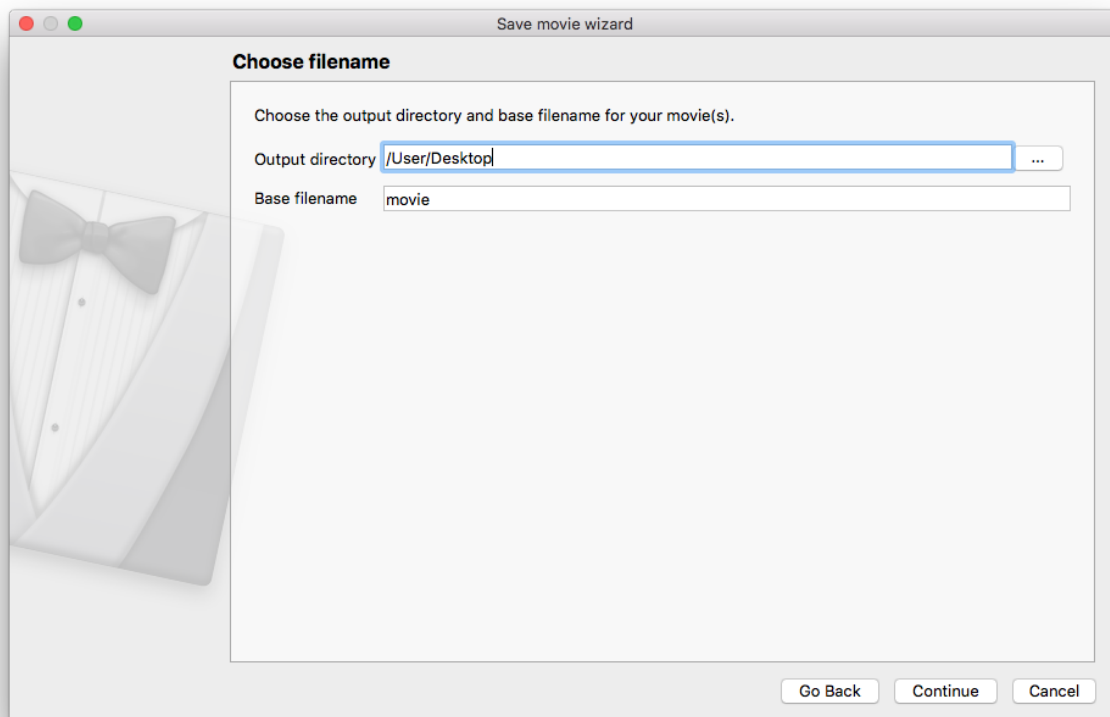 Save movie wizard
Choose filename
Choose the output directory and base filename for your movie(s).
Output directory /User/Desktop ...
Base filename movie
Go Back Continue Cancel